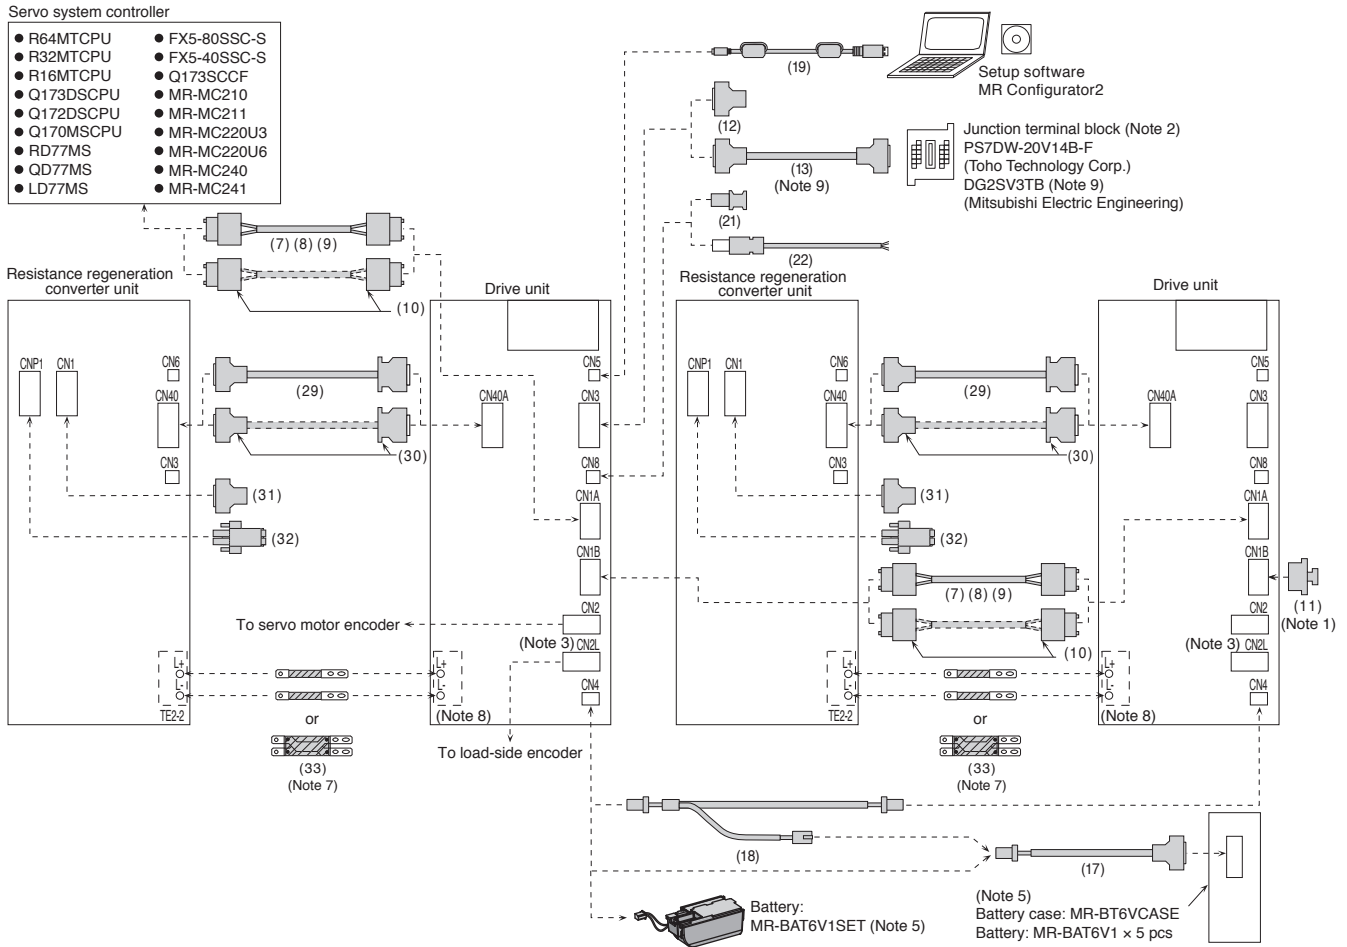 Servo system controller
● R64MTCPU
● R32MTCPU
● R16MTCPU
● Q173DSCPU
● Q172DSCPU
● Q170MSCPU
● RD77MS
● QD77MS
● LD77MS
● FX5-80SSC-S
● FX5-40SSC-S
● Q173SCCF
● MR-MC210
● MR-MC211
● MR-MC220U3
● MR-MC220U6
● MR-MC240
● MR-MC241
(19)
Setup software
MR Configurator2
(12)
(13)
(Note 9)
Junction terminal block (Note 2)
PS7DW-20V14B-F
(Toho Technology Corp.)
DG2SV3TB (Note 9)
(Mitsubishi Electric Engineering)
(21)
(22)
(7) (8) (9)
(10)
Resistance regeneration
converter unit
CNP1
CN1
CN6
CN40
CN3
(29)
(30)
(31)
(32)
TE2-2
L+
L-
or
(33)
(Note 7)
Drive unit
CN5
CN40A
CN3
CN8
CN1A
CN1B
CN2
(Note 3)
CN2L
CN4
L+
L-
(Note 8)
To servo motor encoder
To load-side encoder
Resistance regeneration
converter unit
CNP1
CN1
CN6
CN40
CN3
(29)
(30)
(31)
(32)
(7) (8) (9)
(10)
TE2-2
L+
L-
or
(33)
(Note 7)
Drive unit
CN5
CN40A
CN3
CN8
CN1A
CN1B
CN2
(Note 3)
CN2L
CN4
L+
L-
(Note 8)
(11)
(Note 1)
(18)
(17)
Battery:
MR-BAT6V1SET (Note 5)
(Note 5)
Battery case: MR-BT6VCASE
Battery: MR-BAT6V1 × 5 pcs